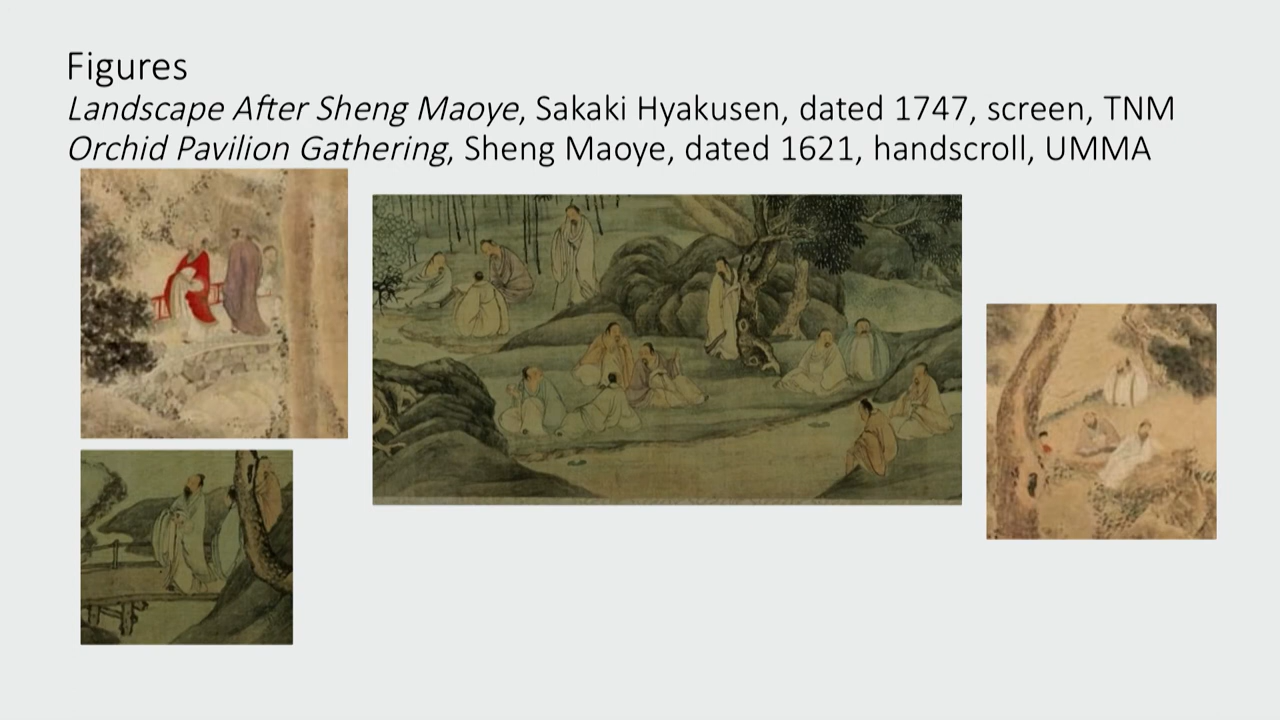 Figures
Landscape After Sheng Maoye, Sakaki Hyakusen, dated 1747, screen, TNM
Orchid Pavilion Gathering, Sheng Maoye, dated 1621, handscroll, UMMA